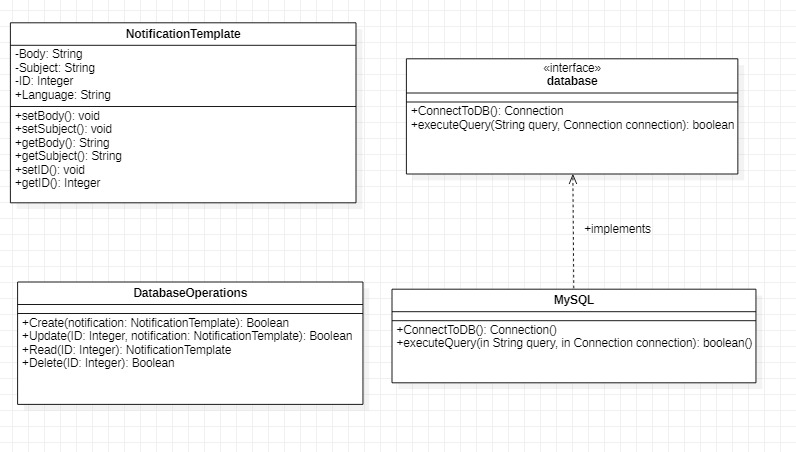 NotificationTemplate
-Body: String
-Subject: String
-ID: Integer
+Language: String
+setBody(): void
+setSubject(): void
+getBody(): String
+getSubject(): String
+setID(): void
+getID(): Integer
«interface»
database
+ConnectToDB(): Connection
+executeQuery(String query, Connection connection): boolean
+implements
DatabaseOperations
+Create(notification: NotificationTemplate): Boolean
+Update(ID: Integer, notification: NotificationTemplate): Boolean
+Read(ID: Integer): NotificationTemplate
+Delete(ID: Integer): Boolean
MySQL
+ConnectToDB(): Connection()
+executeQuery(in String query, in Connection connection): boolean()